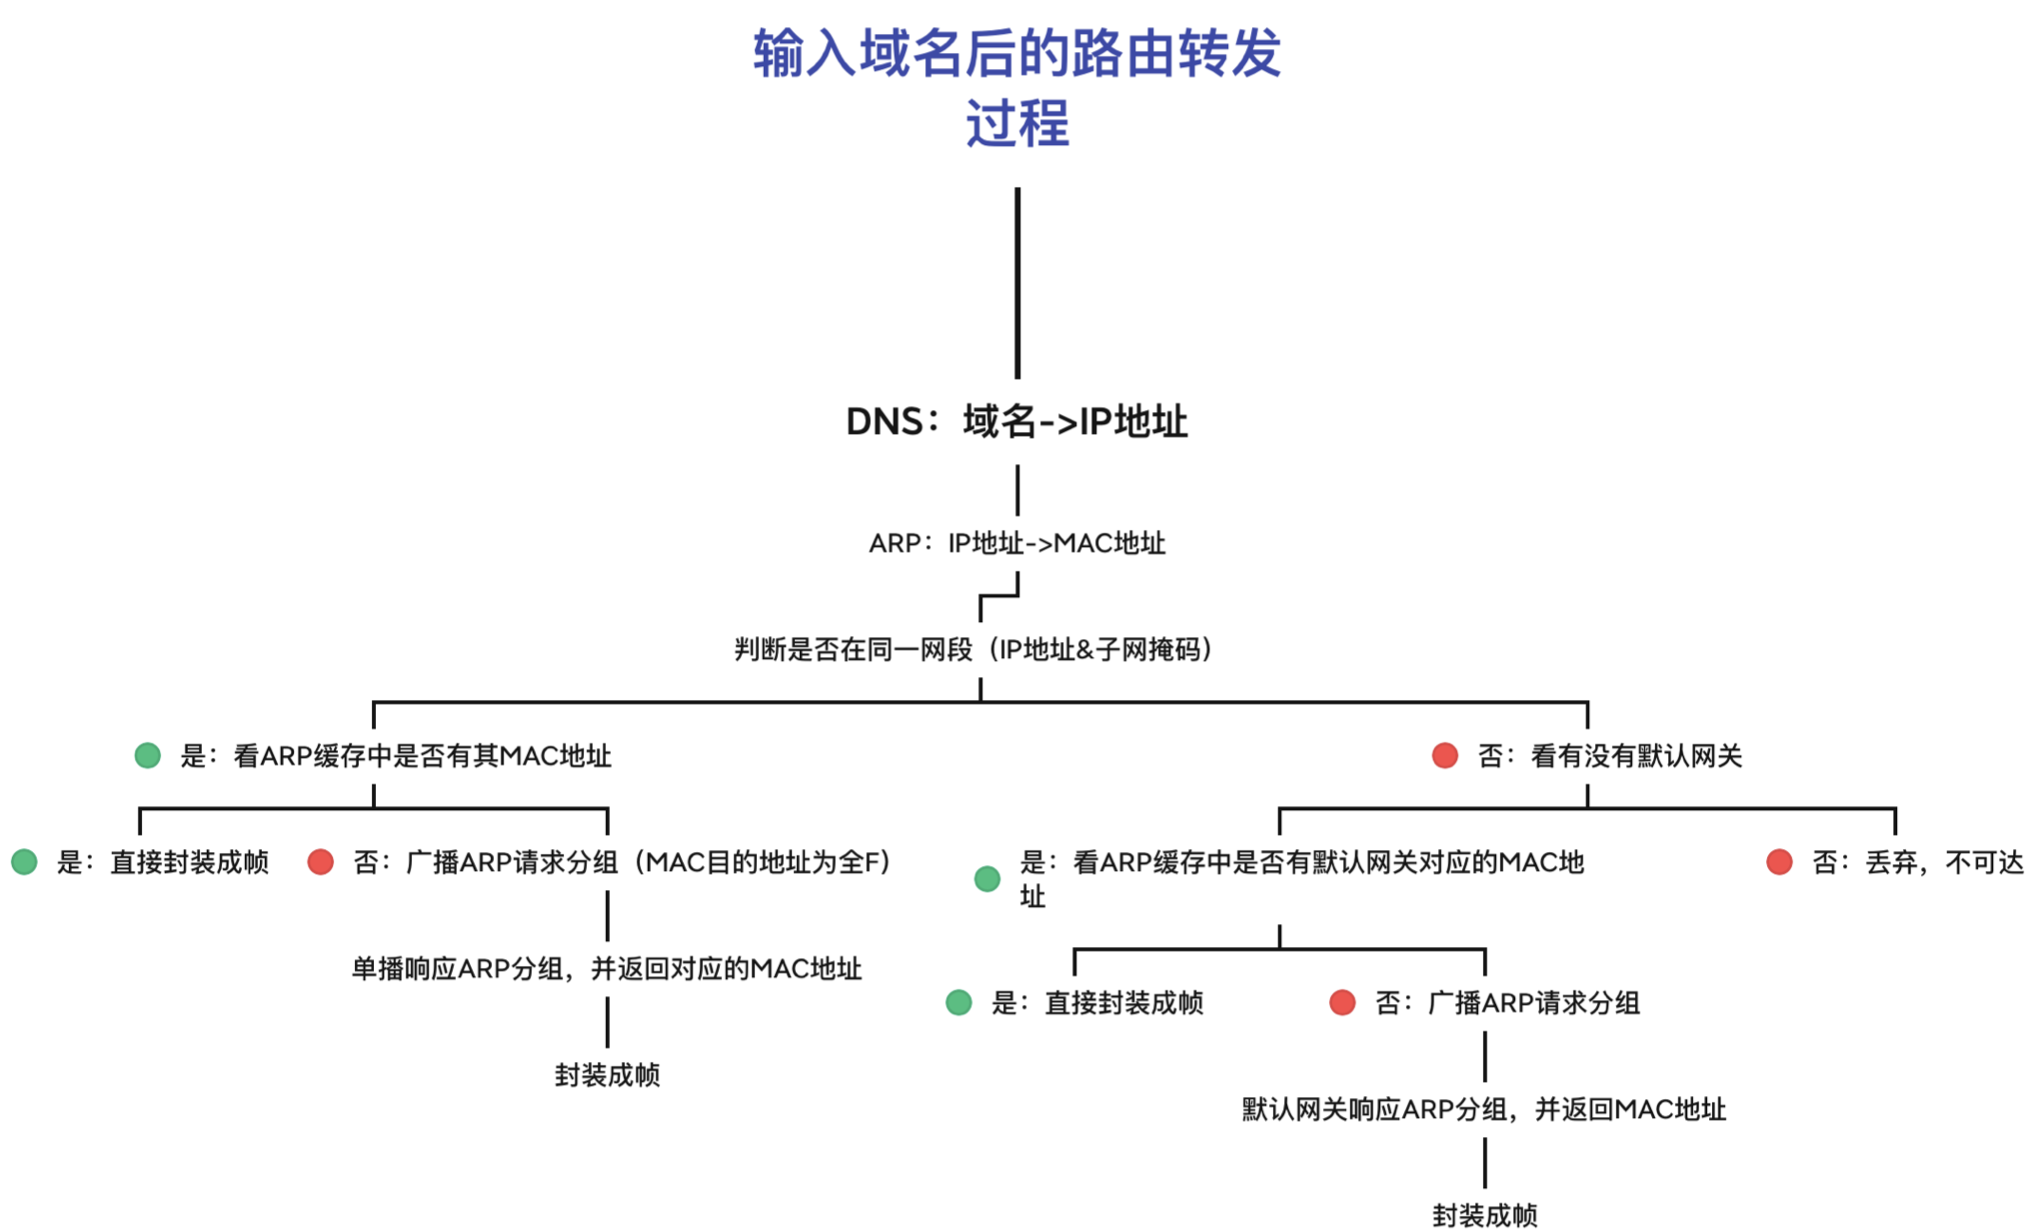 输入域名后的路由转发
过程
DNS：域名->IP地址
ARP：IP地址->MAC地址
判断是否在同一网段（IP地址&子网掩码）
是：看ARP缓存中是否有其MAC地址
否：看有没有默认网关
是：直接封装成帧
否：广播ARP请求分组（MAC目的地址为全F）
是：看ARP缓存中是否有默认网关对应的MAC地
址
否：丢弃，不可达
单播响应ARP分组，并返回对应的MAC地址
是：直接封装成帧
否：广播ARP请求分组
封装成帧
默认网关响应ARP分组，并返回MAC地址
封装成帧